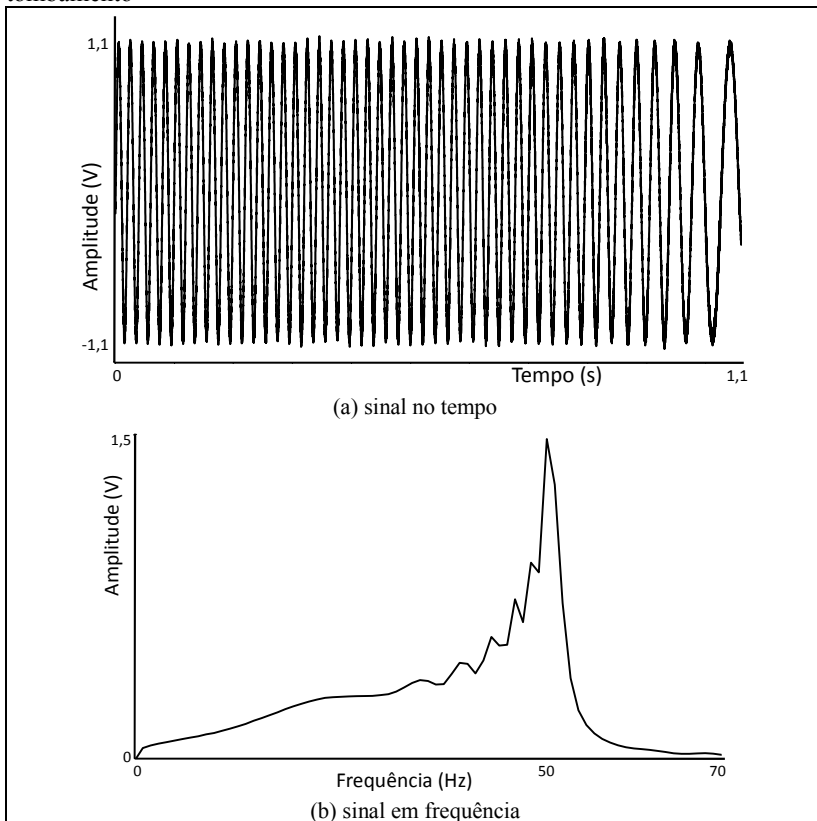 tombamento
1,1
Amplitude (V)
-1,1
0
Tempo (s)
1,1
(a) sinal no tempo
1,5
Amplitude (V)
0
0
Frequência (Hz)
50
70
(b) sinal em frequência